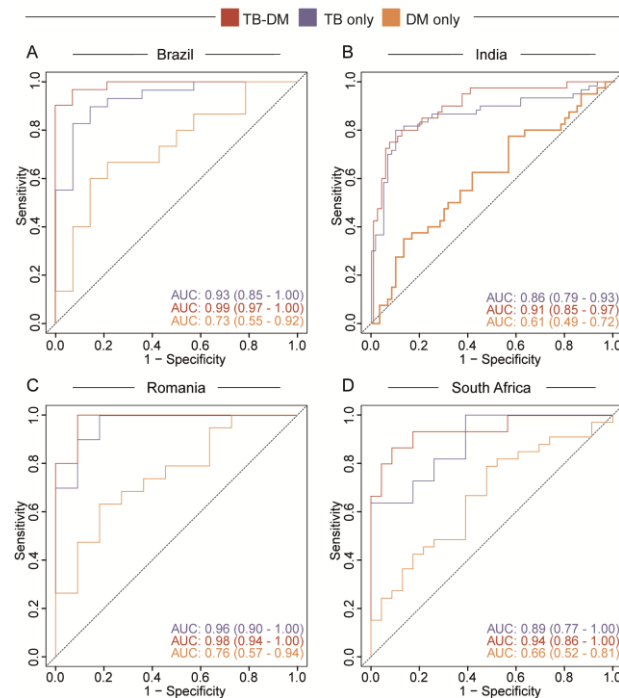 TB-DM TB only DM only
A Brazil
Sensitivity
0.0 0.2 0.4 0.6 0.8 1.0
AUC: 0.93 (0.85 - 1.00)
AUC: 0.99 (0.97 - 1.00)
AUC: 0.73 (0.55 - 0.92)
0.0 0.2 0.4 0.6 0.8 1.0
1 - Specificity
B India
Sensitivity
0.0 0.2 0.4 0.6 0.8 1.0
AUC: 0.86 (0.79 - 0.93)
AUC: 0.91 (0.85 - 0.97)
AUC: 0.61 (0.49 - 0.72)
0.0 0.2 0.4 0.6 0.8 1.0
1 - Specificity
C Romania
Sensitivity
0.0 0.2 0.4 0.6 0.8 1.0
AUC: 0.96 (0.90 - 1.00)
AUC: 0.98 (0.94 - 1.00)
AUC: 0.76 (0.57 - 0.94)
0.0 0.2 0.4 0.6 0.8 1.0
1 - Specificity
D South Africa
Sensitivity
0.0 0.2 0.4 0.6 0.8 1.0
AUC: 0.89 (0.77 - 1.00)
AUC: 0.94 (0.86 - 1.00)
AUC: 0.66 (0.52 - 0.81)
0.0 0.2 0.4 0.6 0.8 1.0
1 - Specificity